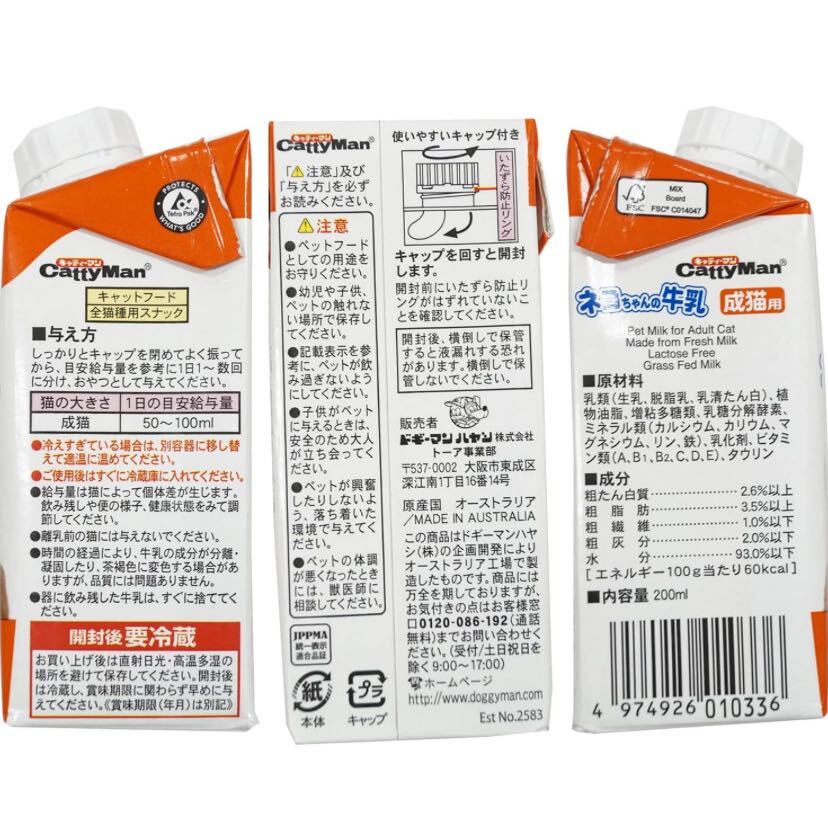 PROTECTS
Tetra Pak®
WHAT'S GOOD
キャティーマン
CattyMan®
キャットフード
全猫種用スナック
■与え方
しっかりとキャップを閉めてよく振って
から、目安給与量を参考に1日1〜数回
に分け、おやつとして与えてください。
猫の大きさ 1日の目安給与量
成猫 50〜100ml
●冷えすぎている場合は、別容器に移し替
えて適温に温めてください。
●ご使用後はすぐに冷蔵庫に入れてください。
●給与量は猫によって個体差が生じます。
飲み残しや便の様子、健康状態をみて調
節してください。
●離乳前の猫には与えないでください。
●時間の経過により、牛乳の成分が分離・
凝固したり、茶褐色に変色する場合があ
りますが、品質には問題ありません。
●器に飲み残した牛乳は、すぐに捨ててく
ださい。
開封後要冷蔵
お買い上げ後は直射日光・高温多湿の
場所を避けて保存してください。開封後
は冷蔵し、賞味期限に関わらず早めに与
えてください。《賞味期限(年月)は別記》
キャティーマン
CattyMan®
「⚠注意」及び
「与え方」を必ず
お読みください。
⚠注意
●ペットフード
としての用途を
お守りください。
●幼児や子供、
ペットの触れな
い場所で保存し
てください。
●記載表示を参
考に、ペットが飲
み過ぎないよう
にしてください。
●子供がペット
に与えるときは、
安全のため大人
が立ち会ってく
ださい。
●ペットが興奮
したりしないよ
う、落ち着いた
環境で与えてく
ださい。
●ペットの体調
が悪くなったとき
には、獣医師に
相談してください。
JPPMA
統一表示
適合品証
紙
本体
プラ
キャップ
使いやすいキャップ付き
いたずら防止リング
キャップを回すと開封
します。
開封前にいたずら防止リ
ングがはずれていないこ
とを確認してください。
開封後、横倒しで保管
すると液漏れする恐れ
があります。横倒しで保
管しないでください。
販売者
ドギーマンハヤシ株式会社
トーア事業部
〒537-0002 大阪市東成区
深江南1丁目16番14号
原産国 オーストラリア
/MADE IN AUSTRALIA
この商品はドギーマンハヤ
シ(株)の企画開発により
オーストラリア工場で製
造したものです。商品には
万全を期しておりますが、
お気付きの点はお客様窓
口0120-086-192(通話
無料)までお問い合わせくだ
さい。(受付/土日祝日を
除く9:00〜17:00)
ホームページ
http://www.doggyman.com
Est No.2583
FSC
MIX
Board
FSC® C014047
キャティーマン
CattyMan®
ネコちゃんの牛乳 成猫用
Pet Milk for Adult Cat
Made from Fresh Milk
Lactose Free
Grass Fed Milk
■原材料
乳類(生乳、脱脂乳、乳清たん白)、植
物油脂、増粘多糖類、乳糖分解酵素、
ミネラル類(カルシウム、カリウム、マ
グネシウム、リン、鉄)、乳化剤、ビタミ
ン類(A、B1、B2、C、D、E)、タウリン
■成分
粗たん白質 2.6%以上
粗脂肪 3.5%以上
粗繊維 1.0%以下
粗灰分 2.0%以下
水分 93.0%以下
[エネルギー100g当たり60kcal]
■内容量 200ml
4 974926 010336